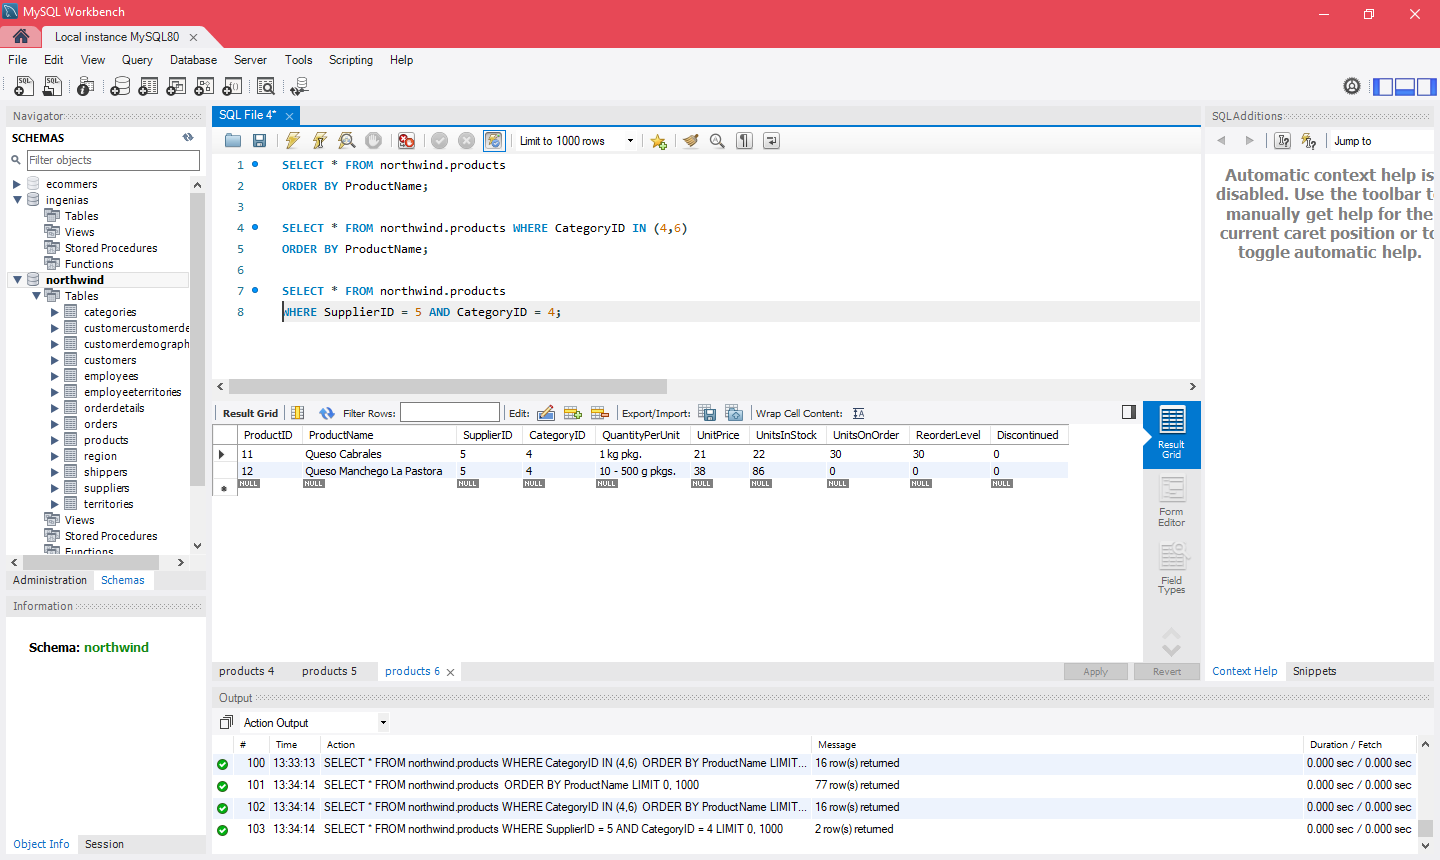 MySQL Workbench
Local instance MySQL80
File Edit View Query Database Server Tools Scripting Help
Navigator
SCHEMAS
Filter objects
ecommers
ingenias
Tables
Views
Stored Procedures
Functions
northwind
Tables
categories
customercustomerde
customerdemograph
customers
employees
employeeterritories
orderdetails
orders
products
region
shippers
suppliers
territories
Views
Stored Procedures
Functions
Administration Schemas
Information
Schema: northwind
Object Info Session
SQL File 4*
Limit to 1000 rows
1 SELECT * FROM northwind.products
2 ORDER BY ProductName;
3
4 SELECT * FROM northwind.products WHERE CategoryID IN (4,6)
5 ORDER BY ProductName;
6
7 SELECT * FROM northwind.products
8 WHERE SupplierID = 5 AND CategoryID = 4;
Result Grid Filter Rows: Edit: Export/Import: Wrap Cell Content: IA
ProductID ProductName SupplierID CategoryID QuantityPerUnit UnitPrice UnitsInStock UnitsOnOrder ReorderLevel Discontinued
11 Queso Cabrales 5 4 1 kg pkg. 21 22 30 30 0
12 Queso Manchego La Pastora 5 4 10 - 500 g pkgs. 38 86 0 0 0
NULL NULL NULL NULL NULL NULL NULL NULL NULL NULL
Result
Grid
Form
Editor
Field
Types
products 4 products 5 products 6
Apply Revert
SQLAdditions
Jump to
Automatic context help is
disabled. Use the toolbar t
manually get help for the
current caret position or to
toggle automatic help.
Context Help Snippets
Output
Action Output
# Time Action Message Duration / Fetch
100 13:33:13 SELECT * FROM northwind.products WHERE CategoryID IN (4,6) ORDER BY ProductName LIMIT... 16 row(s) returned 0.000 sec / 0.000 sec
101 13:34:14 SELECT * FROM northwind.products ORDER BY ProductName LIMIT 0, 1000 77 row(s) returned 0.000 sec / 0.000 sec
102 13:34:14 SELECT * FROM northwind.products WHERE CategoryID IN (4,6) ORDER BY ProductName LIMIT... 16 row(s) returned 0.000 sec / 0.000 sec
103 13:34:14 SELECT * FROM northwind.products WHERE SupplierID = 5 AND CategoryID = 4 LIMIT 0, 1000 2 row(s) returned 0.000 sec / 0.000 sec